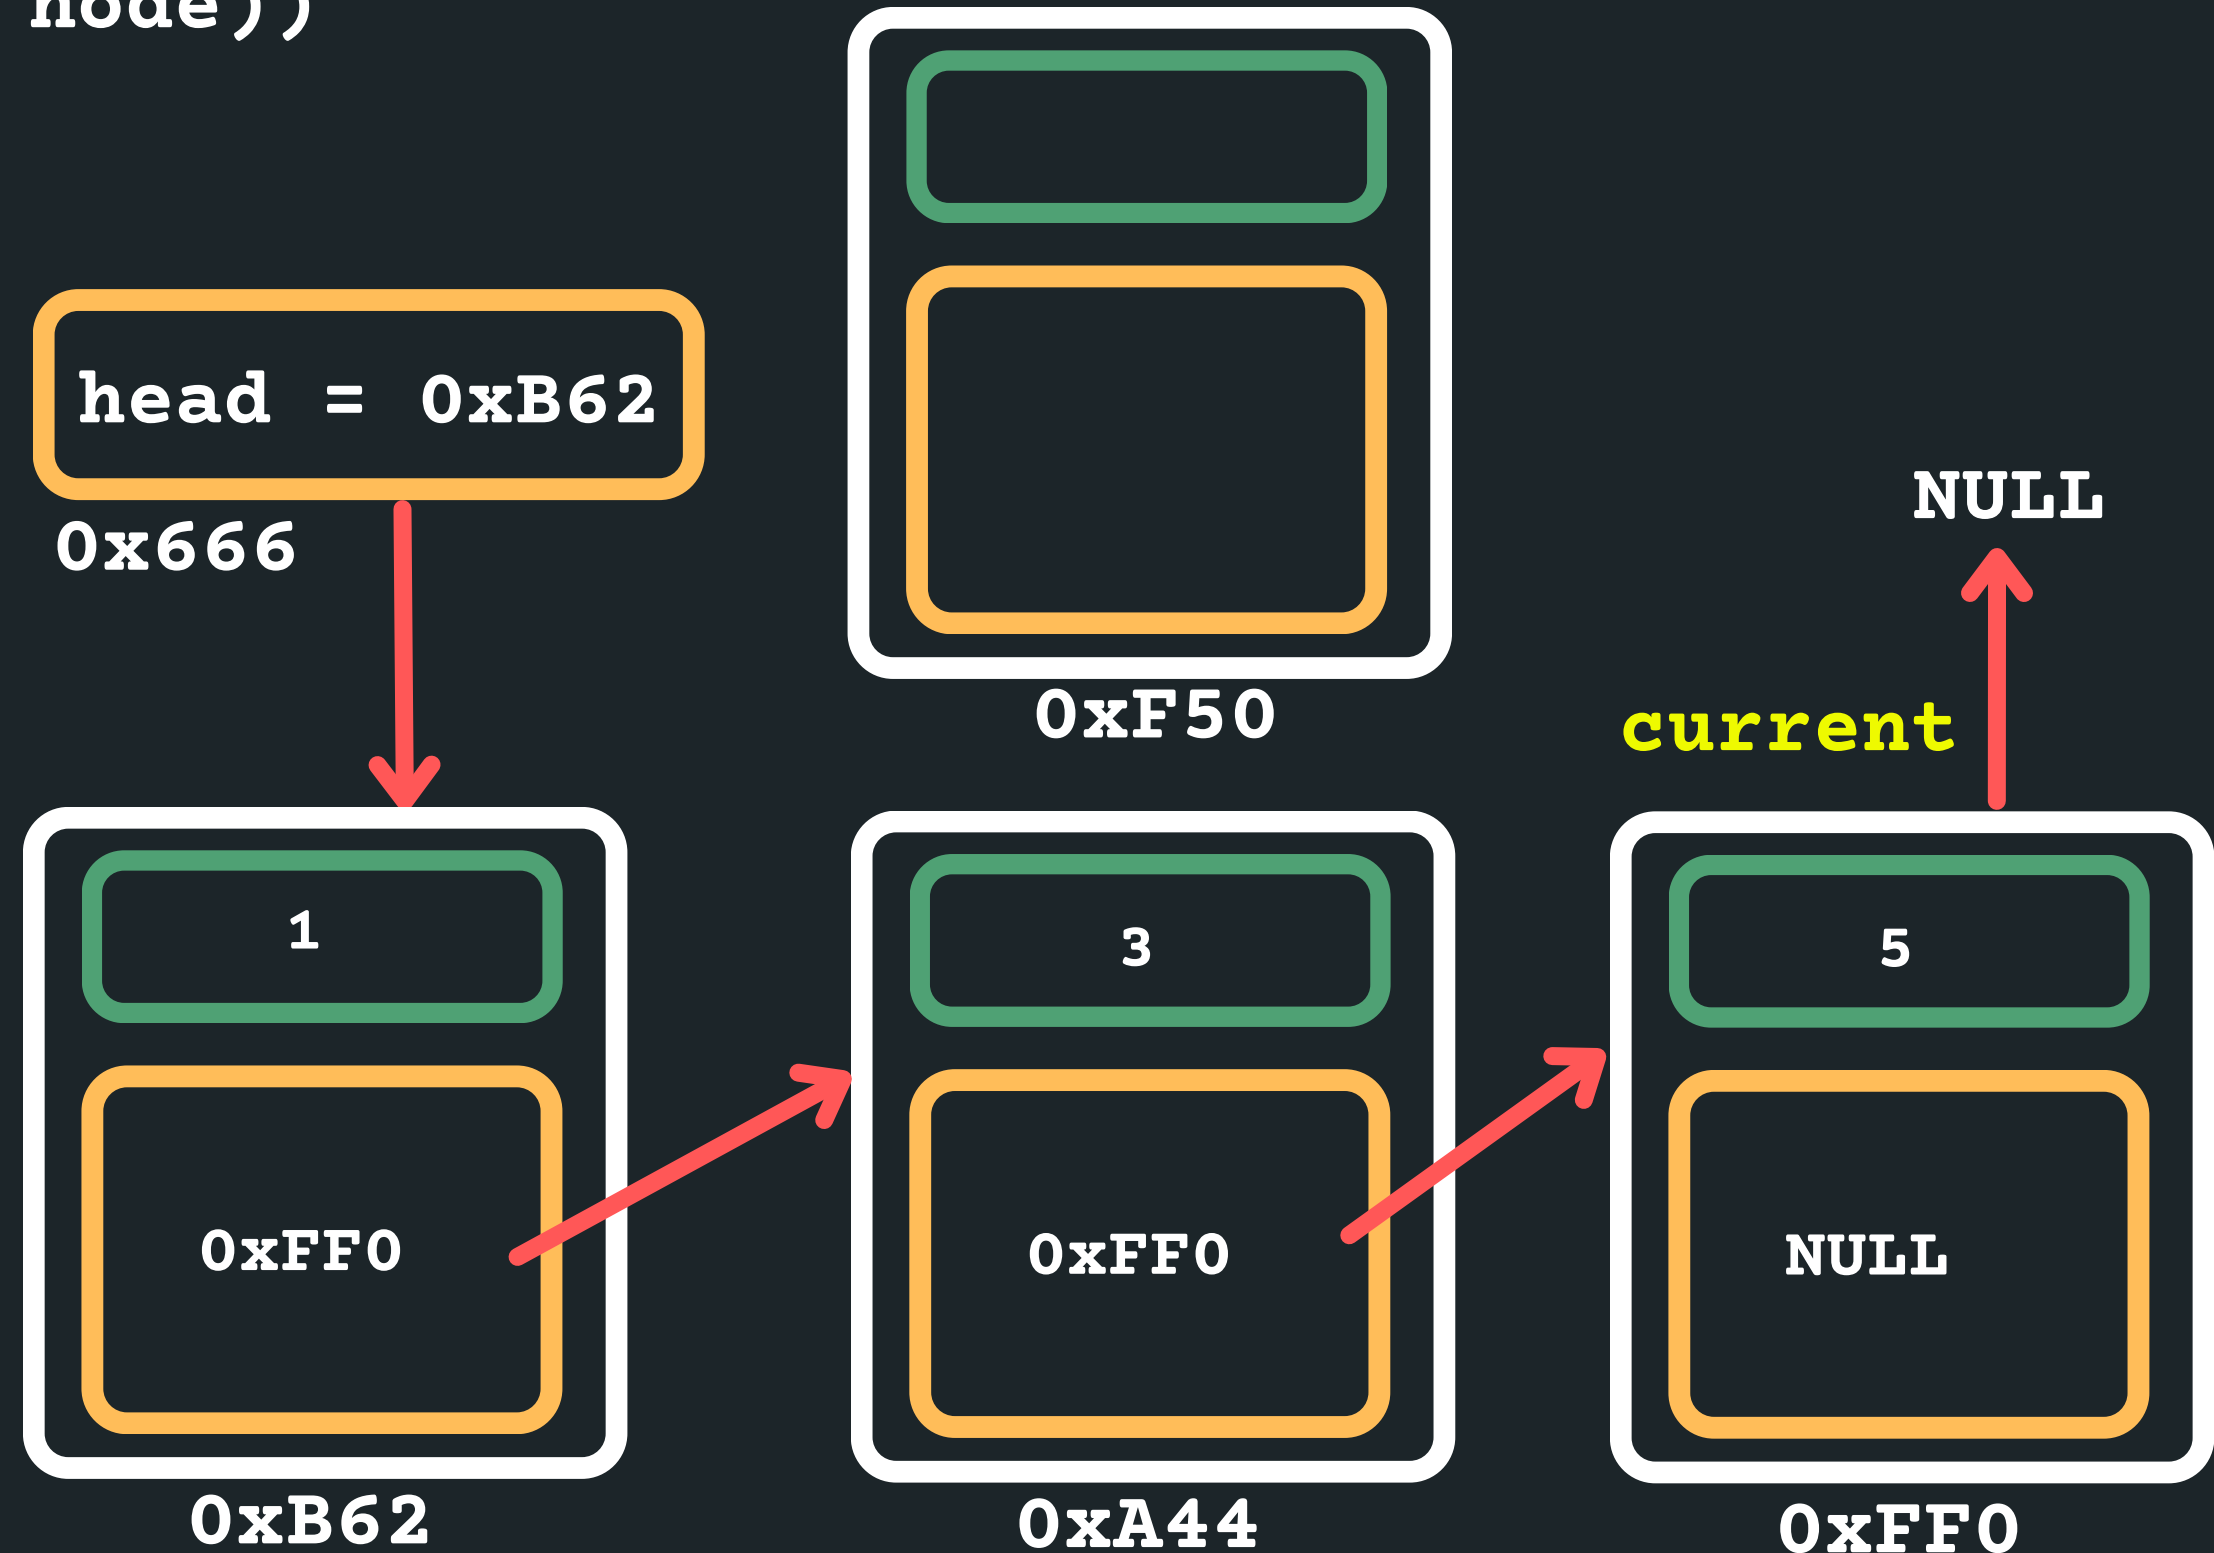 node))
head = 0xB62
0x666
0xF50
NULL
current
1
3
5
0xFF0
0xFF0
NULL
0xB62
0xA44
0xFF0